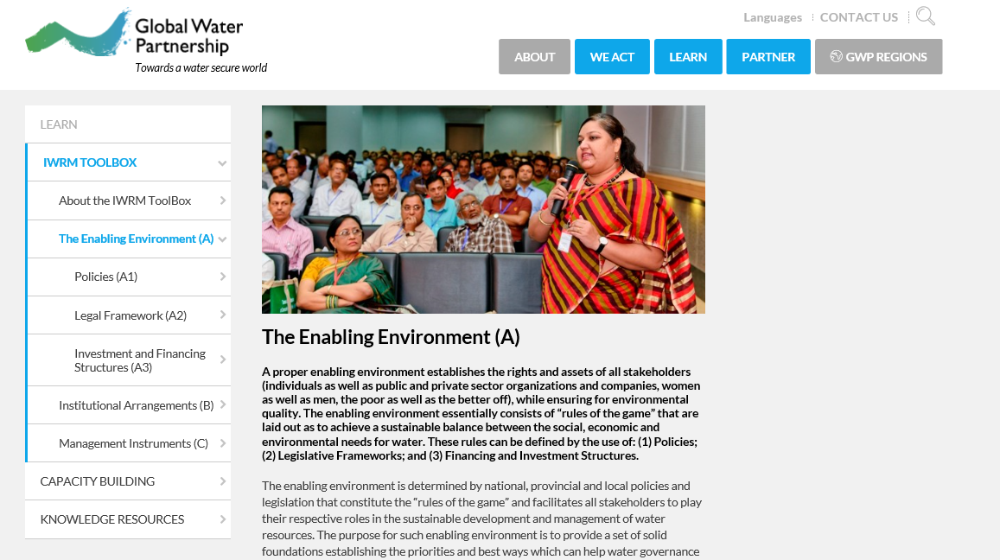 Global Water
Partnership
Towards a water secure world
Languages
CONTACT US
ABOUT
WE ACT
LEARN
PARTNER
GWP REGIONS
LEARN
IWRM TOOLBOX
About the IWRM ToolBox
The Enabling Environment (A)
Policies (A1)
Legal Framework (A2)
Investment and Financing
Structures (A3)
Institutional Arrangements (B)
Management Instruments (C)
CAPACITY BUILDING
KNOWLEDGE RESOURCES
The Enabling Environment (A)
A proper enabling environment establishes the rights and assets of all stakeholders
(individuals as well as public and private sector organizations and companies, women
as well as men, the poor as well as the better off), while ensuring for environmental
quality. The enabling environment essentially consists of “rules of the game” that are
laid out as to achieve a sustainable balance between the social, economic and
environmental needs for water. These rules can be defined by the use of: (1) Policies;
(2) Legislative Frameworks; and (3) Financing and Investment Structures.
The enabling environment is determined by national, provincial and local policies and
legislation that constitute the “rules of the game” and facilitates all stakeholders to play
their respective roles in the sustainable development and management of water
resources. The purpose for such enabling environment is to provide a set of solid
foundations establishing the priorities and best ways which can help water governance